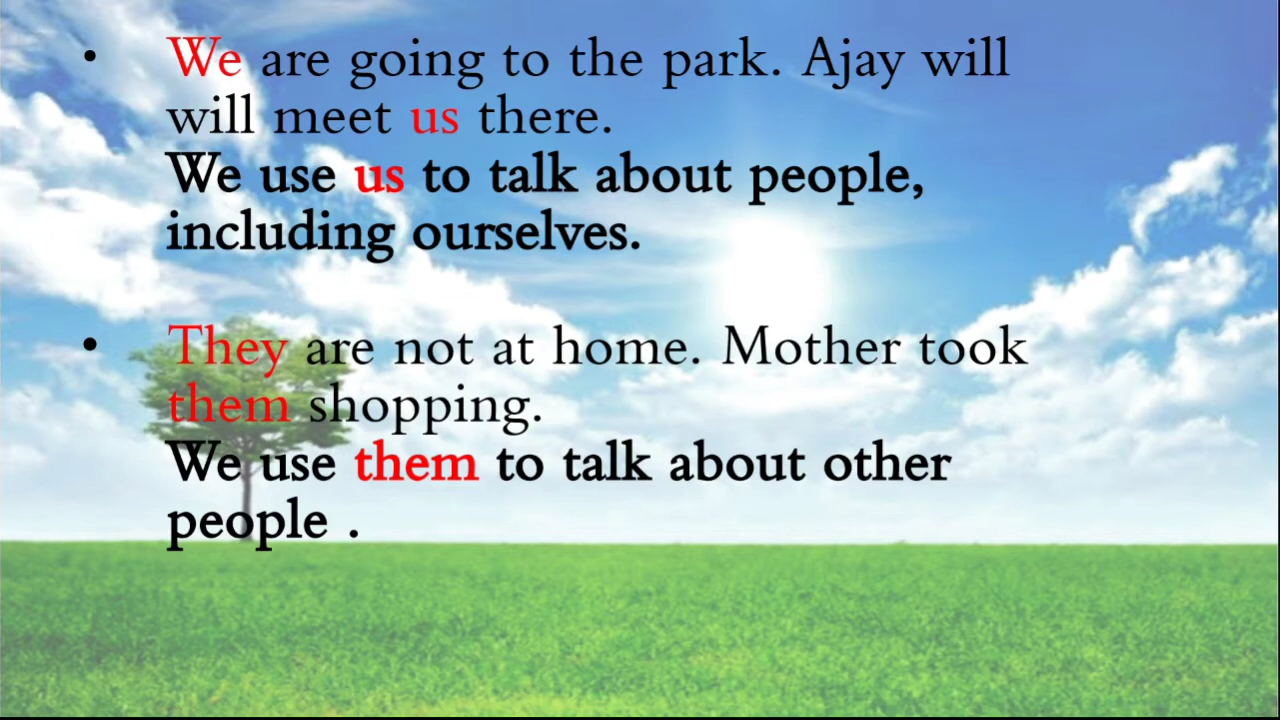 • We are going to the park. Ajay will
will meet us there.
We use us to talk about people,
including ourselves.
• They are not at home. Mother took
them shopping.
We use them to talk about other
people .